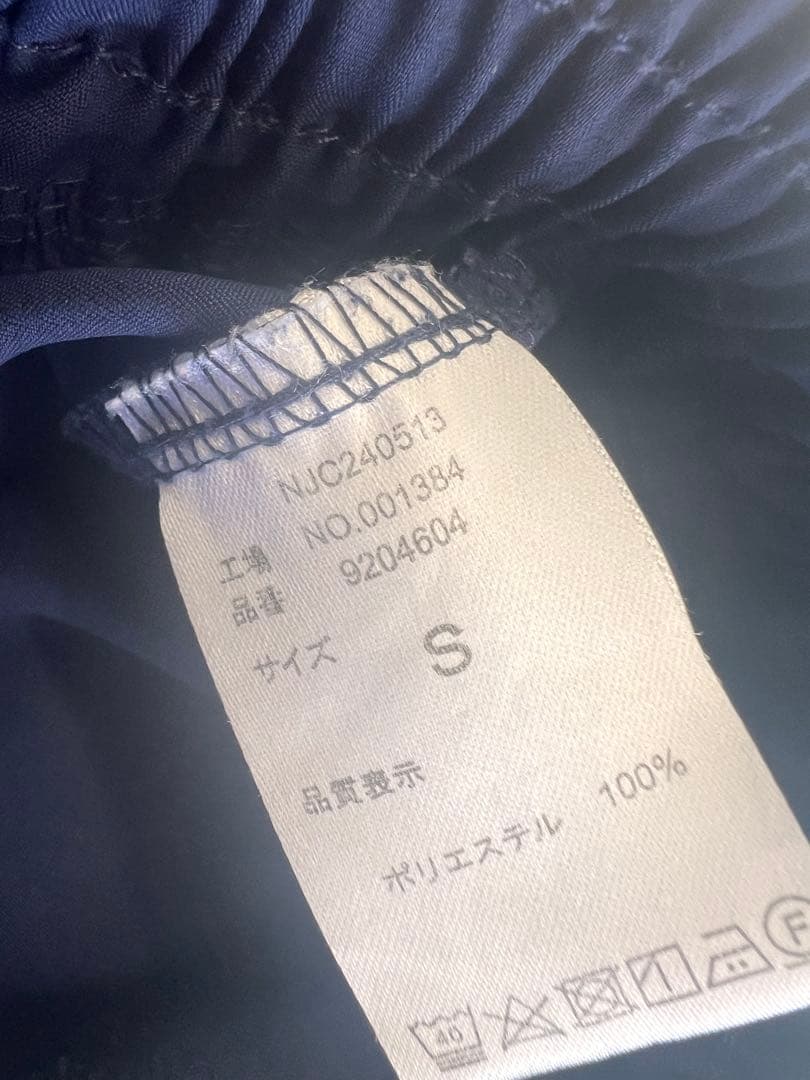 NJC240513
工場 NO.001384
品番 9204604
サイズ S
品質表示
ポリエステル 100%
40
F